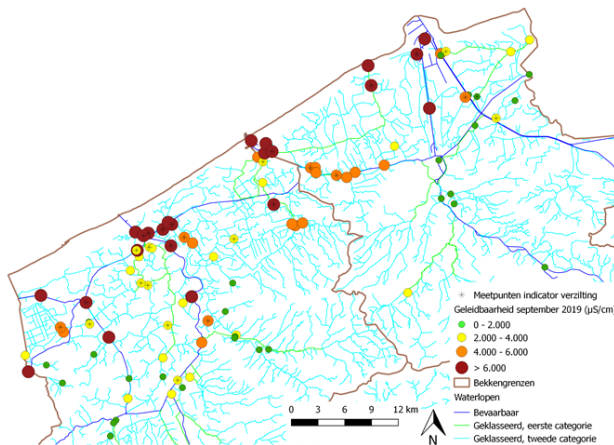 Meetpunten indicator verzilting
Geleidbaarheid september 2019 (µS/cm)
0 - 2.000
2.000 - 4.000
4.000 - 6.000
> 6.000
Bekkengrenzen
Waterlopen
Bevaarbaar
Geklasseerd, eerste categorie
Geklasseerd, tweede categorie
0 3 6 9 12 km
N